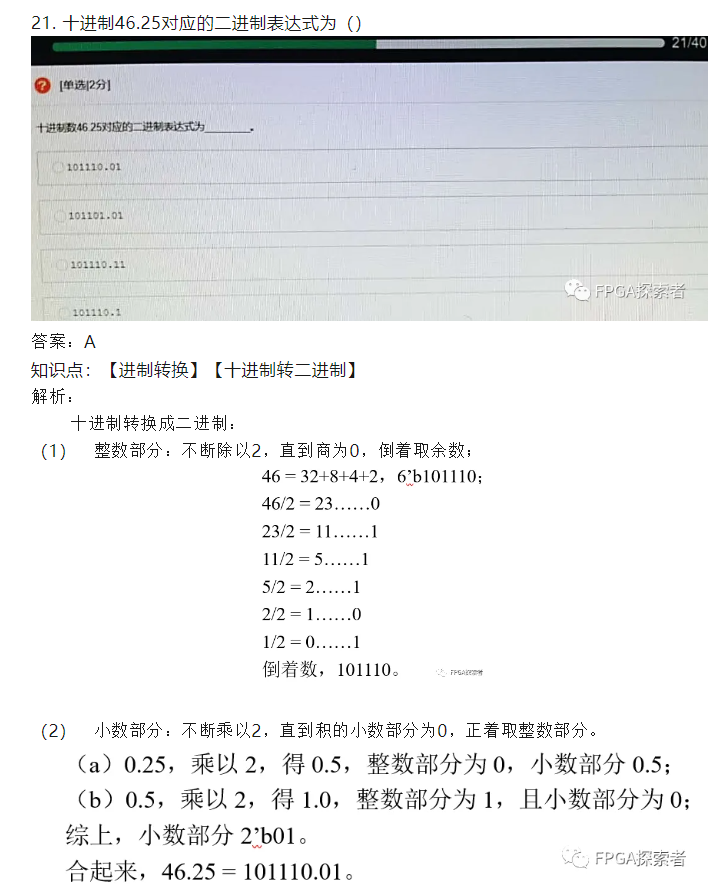 21. 十进制46.25对应的二进制表达式为（）
21/40
? [单选|2分]
十进制数46.25对应的二进制表达式为______。
101110.01
101101.01
101110.11
101110.1
FPGA探索者
答案：A
知识点：【进制转换】【十进制转二进制】
解析：
十进制转换成二进制：
（1） 整数部分：不断除以2，直到商为0，倒着取余数；
46 = 32+8+4+2，6’b101110；
46/2 = 23……0
23/2 = 11……1
11/2 = 5……1
5/2 = 2……1
2/2 = 1……0
1/2 = 0……1
倒着数，101110。
FPGA探索者
（2） 小数部分：不断乘以2，直到积的小数部分为0，正着取整数部分。
（a）0.25，乘以 2，得 0.5，整数部分为 0，小数部分 0.5；
（b）0.5，乘以 2，得 1.0，整数部分为 1，且小数部分为 0；
综上，小数部分 2’b01。
合起来，46.25 = 101110.01。
FPGA探索者